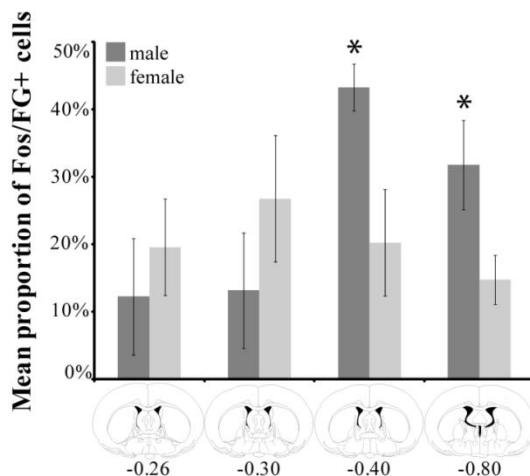 Mean proportion of Fos/FG+ cells
50%
40%
30%
20%
10%
0%
male
female
*
*
-0.26 -0.30 -0.40 -0.80